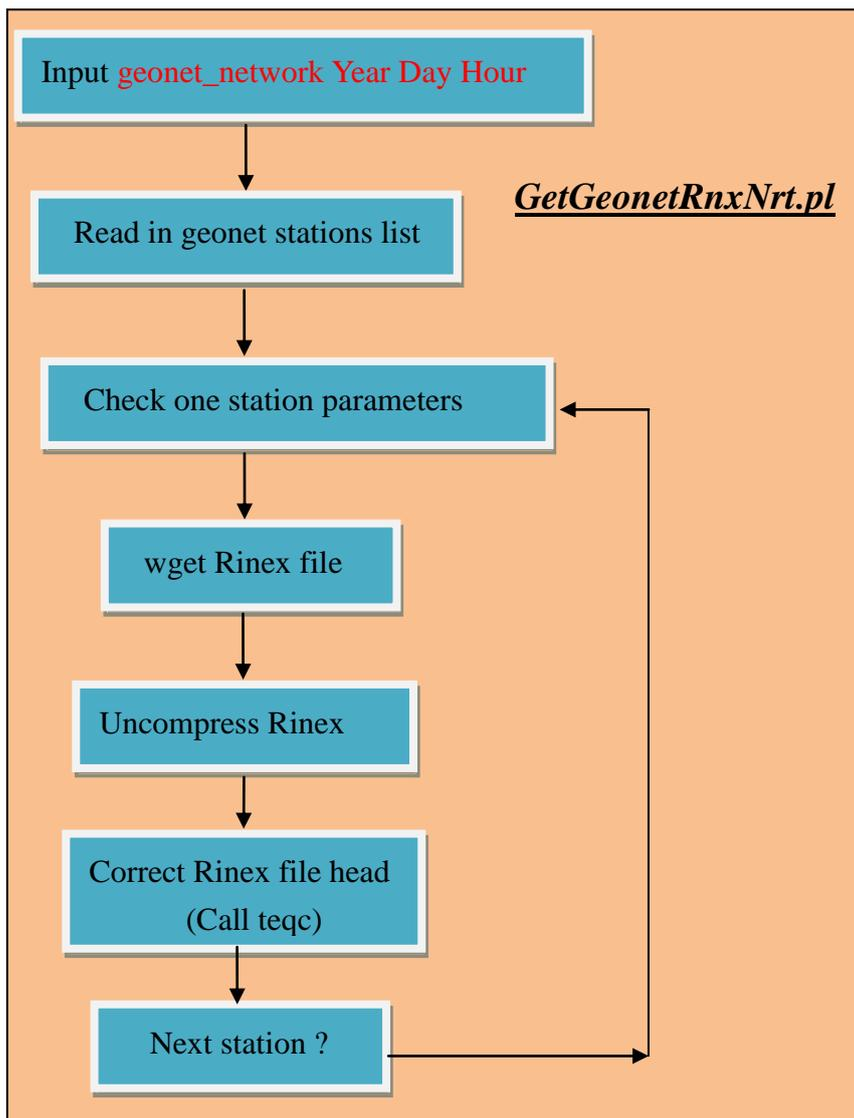 Input geonet_network Year Day Hour
GetGeonetRnxNrt.pl
Read in geonet stations list
Check one station parameters
wget Rinex file
Uncompress Rinex
Correct Rinex file head
(Call teqc)
Next station ?